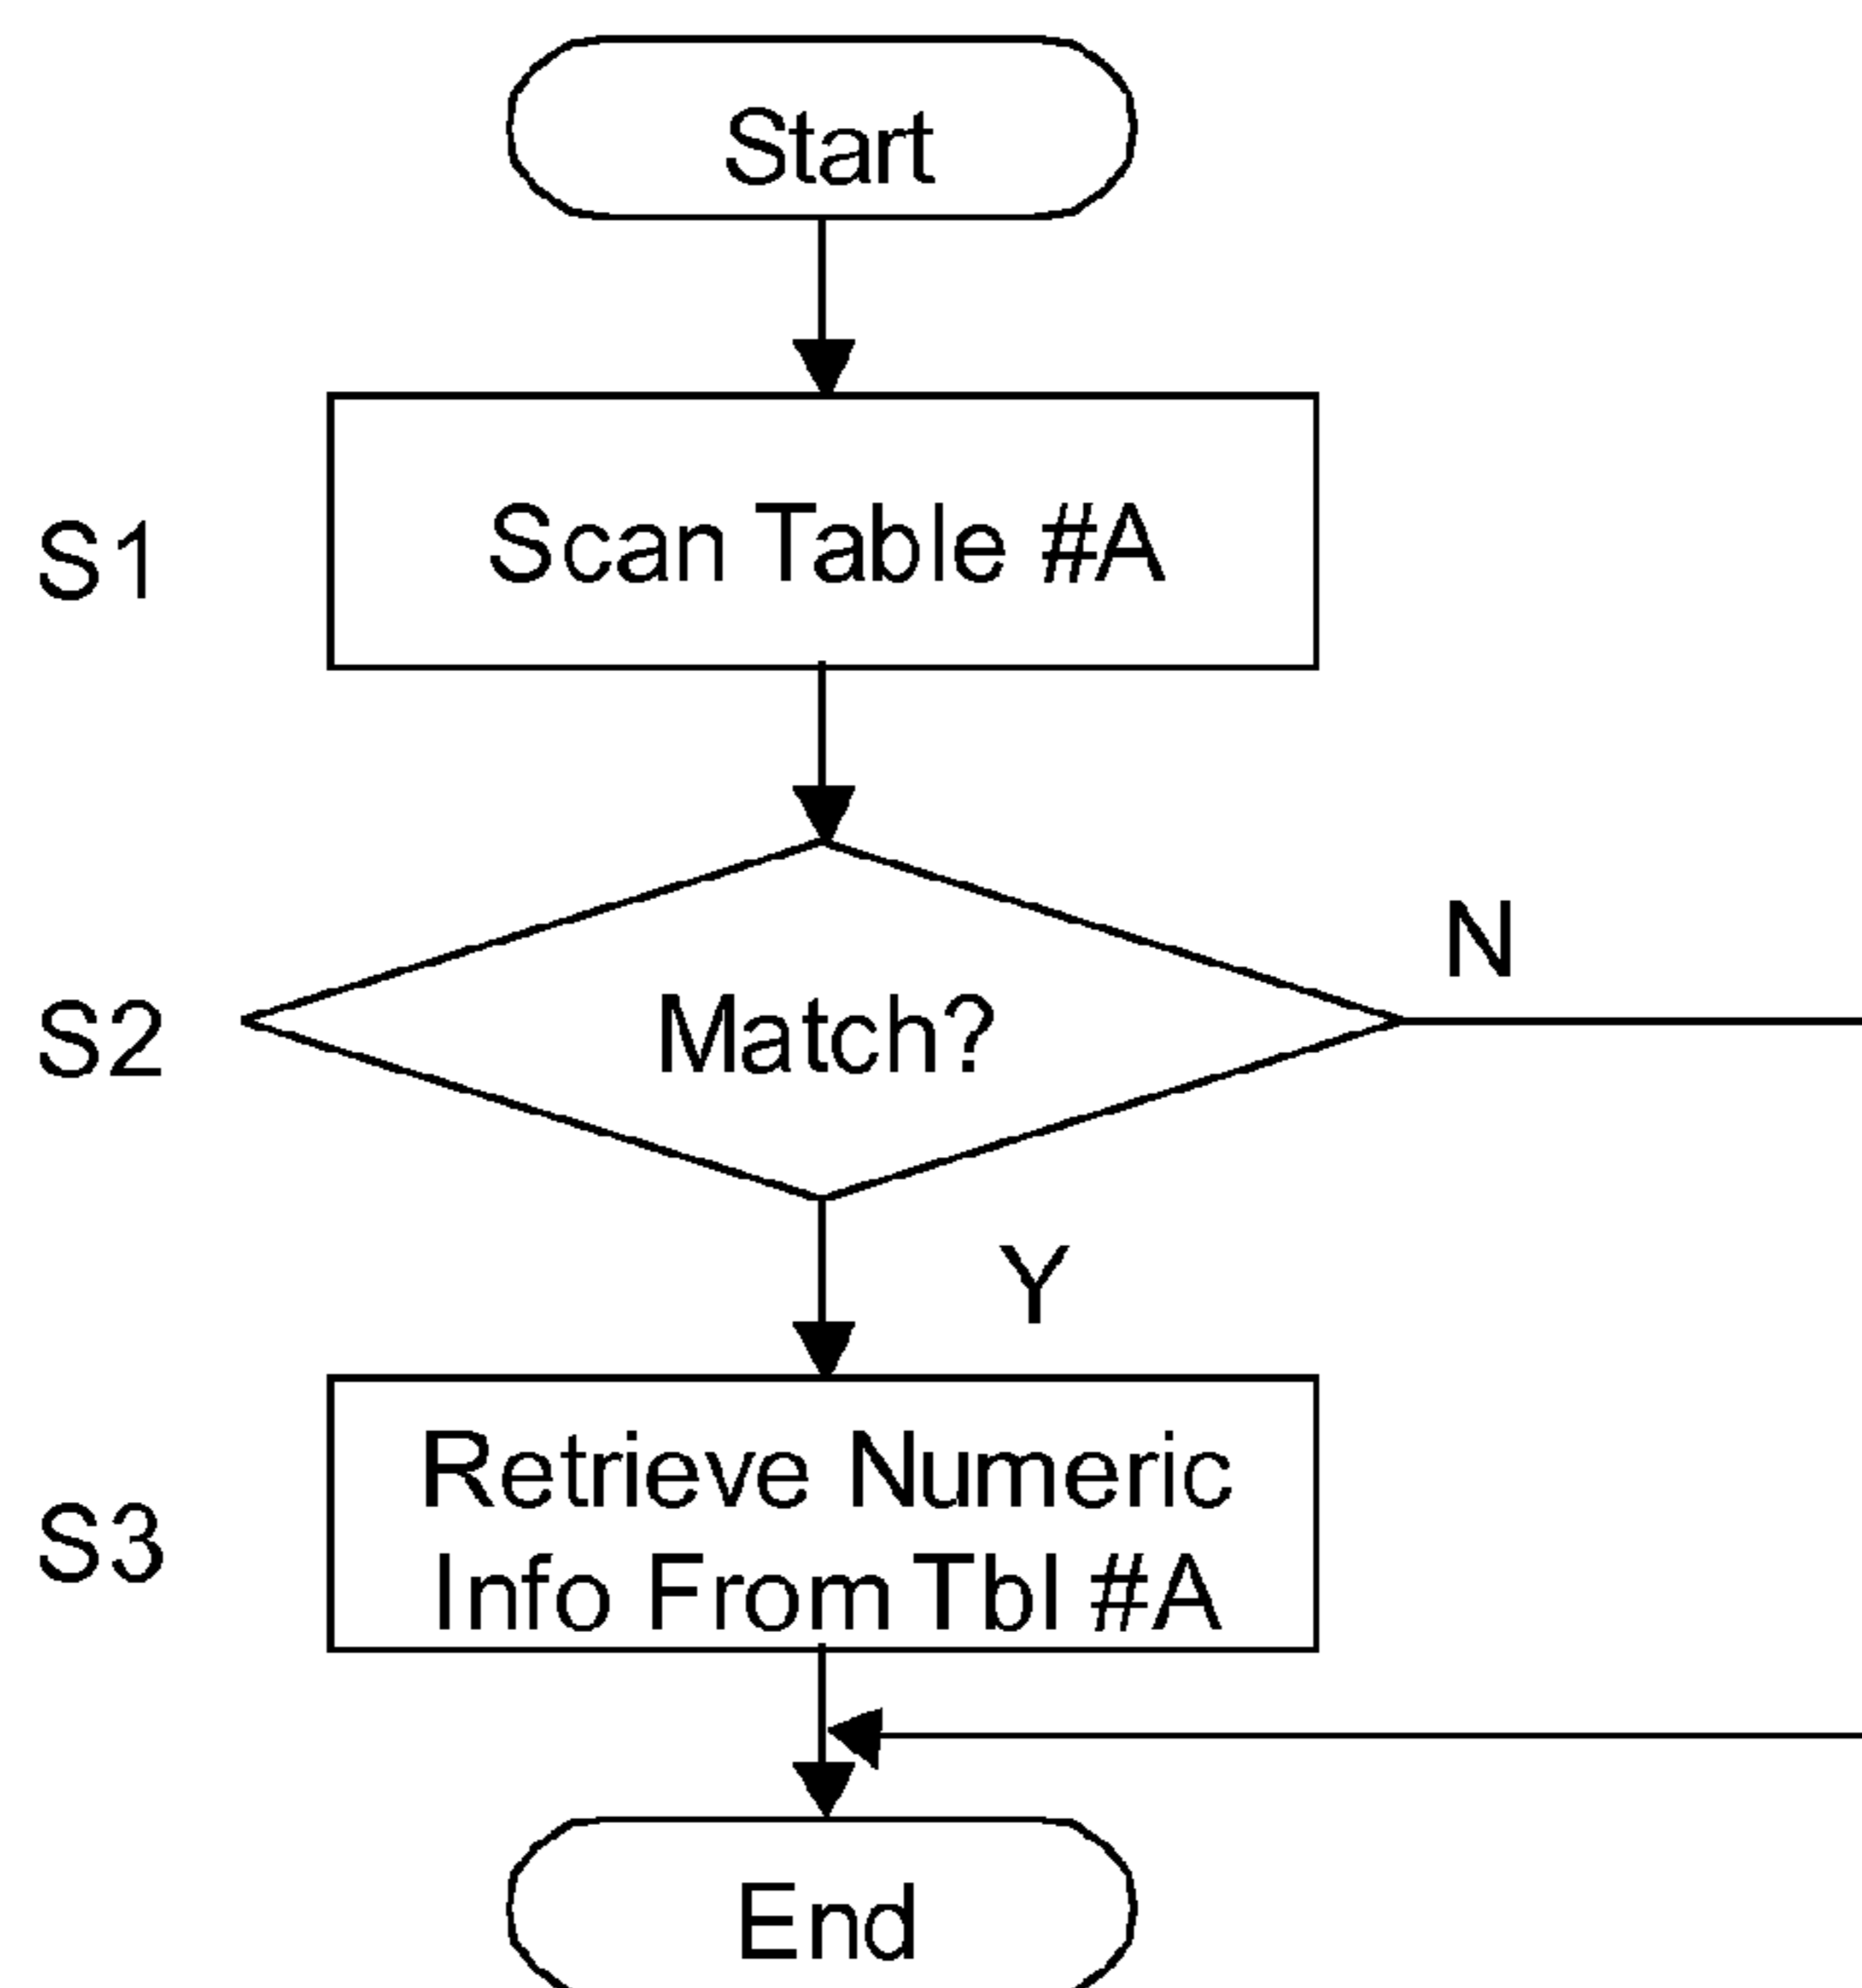 Start
S1
Scan Table #A
S2
Match?
N
Y
S3
Retrieve Numeric
Info From Tbl #A
End